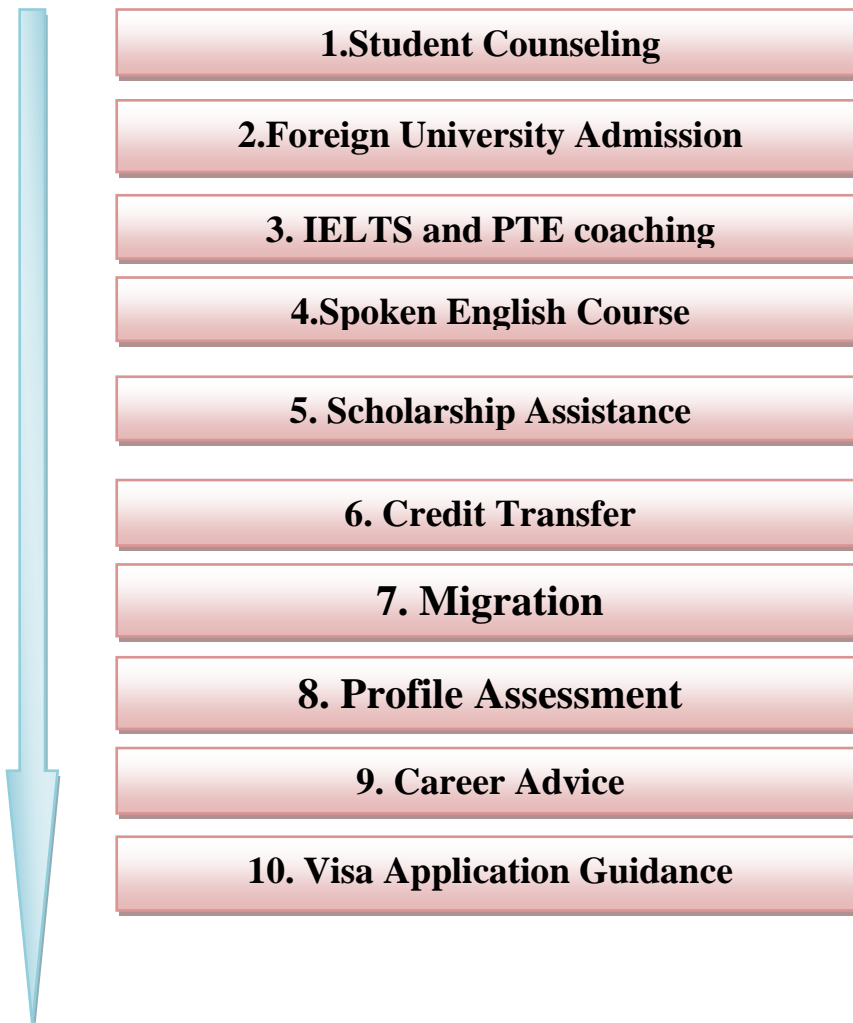 1.Student Counseling
2.Foreign University Admission
3. IELTS and PTE coaching
4.Spoken English Course
5. Scholarship Assistance
6. Credit Transfer
7. Migration
8. Profile Assessment
9. Career Advice
10. Visa Application Guidance